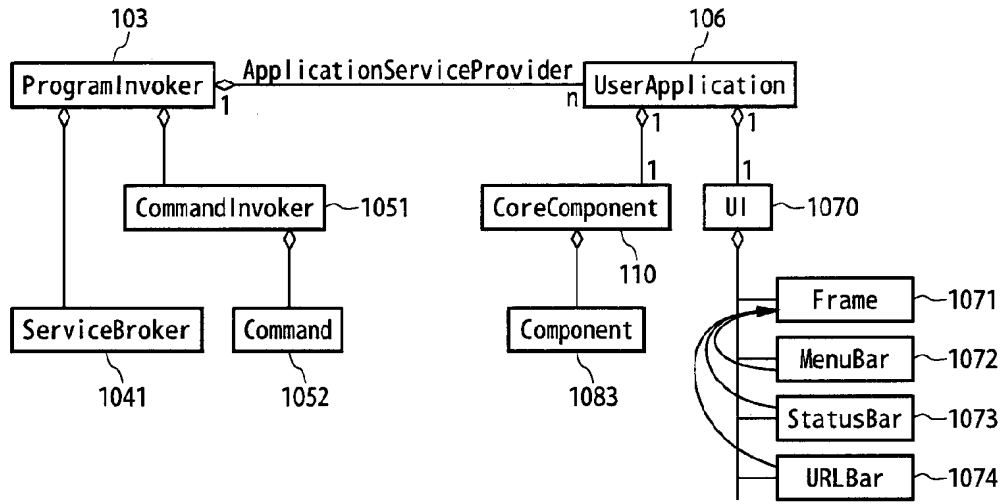 103
106
ProgramInvoker
ApplicationServiceProvider
UserApplication
1
n
1
1
1
1
CommandInvoker
1051
CoreComponent
UI
1070
110
Frame
1071
ServiceBroker
Command
Component
MenuBar
1072
1041
1052
1083
StatusBar
1073
URLBar
1074